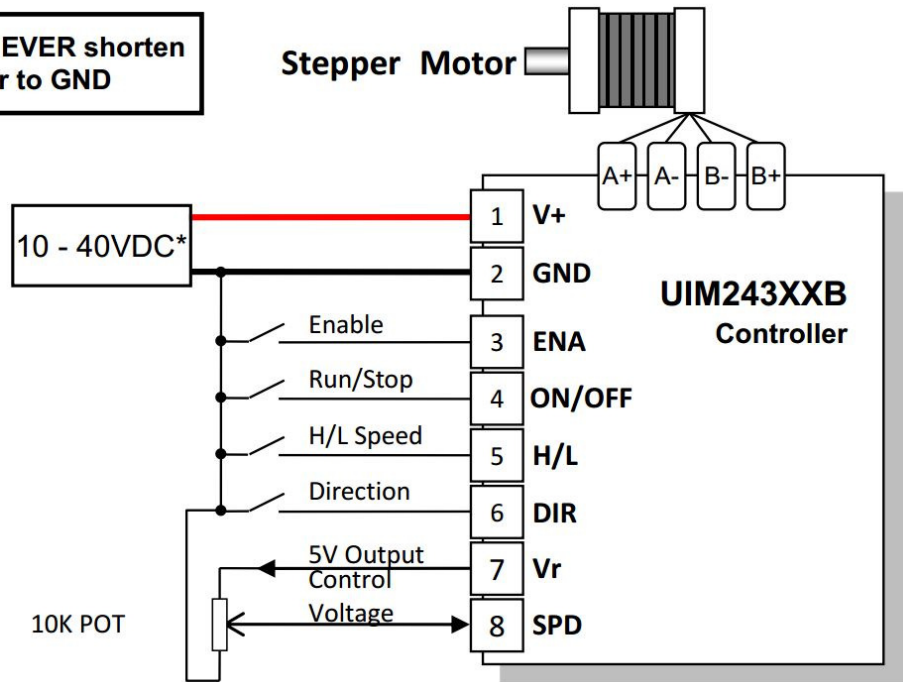 EVER shorten
r to GND
Stepper Motor
A+ A- B- B+
10 - 40VDC*
1 V+
2 GND
UIM243XXB
Controller
Enable
3 ENA
Run/Stop
4 ON/OFF
H/L Speed
5 H/L
Direction
6 DIR
5V Output
7 Vr
Control
Voltage
10K POT
8 SPD